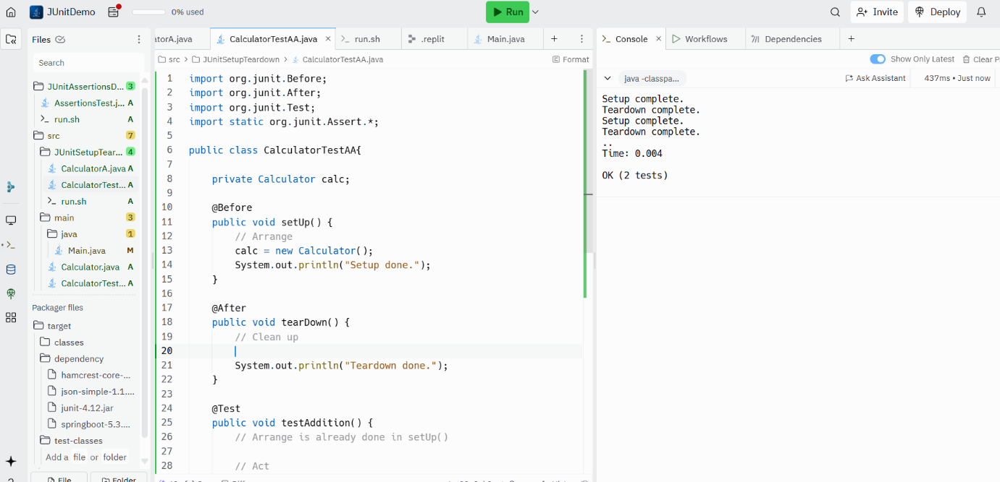 JUnitDemo
0% used
Run
Invite
Deploy
Files
Search
JUnitAssertionsD... 3
AssertionsTest.j... A
run.sh A
src 7
JUnitSetupTear... 4
CalculatorA.java A
CalculatorTest... A
run.sh A
main 3
java 1
Main.java M
Calculator.java A
CalculatorTest... A
Packager files
target
classes
dependency
hamcrest-core-...
json-simple-1.1....
junit-4.12.jar
springboot-5.3....
test-classes
Add a file or folder
File
Folder
atorA.java
CalculatorTestAA.java
run.sh
.replit
Main.java
src > JUnitSetupTeardown > CalculatorTestAA.java
Format
1 import org.junit.Before;
2 import org.junit.After;
3 import org.junit.Test;
4 import static org.junit.Assert.*;
5
6 public class CalculatorTestAA{
7
8 private Calculator calc;
9
10 @Before
11 public void setUp() {
12 // Arrange
13 calc = new Calculator();
14 System.out.println("Setup done.");
15 }
16
17 @After
18 public void tearDown() {
19 // Clean up
20
21 System.out.println("Teardown done.");
22 }
23
24 @Test
25 public void testAddition() {
26 // Arrange is already done in setUp()
27
28 // Act
Console
Workflows
Dependencies
Show Only Latest
Clear P
java -classpa...
Ask Assistant
437ms • Just now
Setup complete.
Teardown complete.
Setup complete.
Teardown complete.
..
Time: 0.004
OK (2 tests)